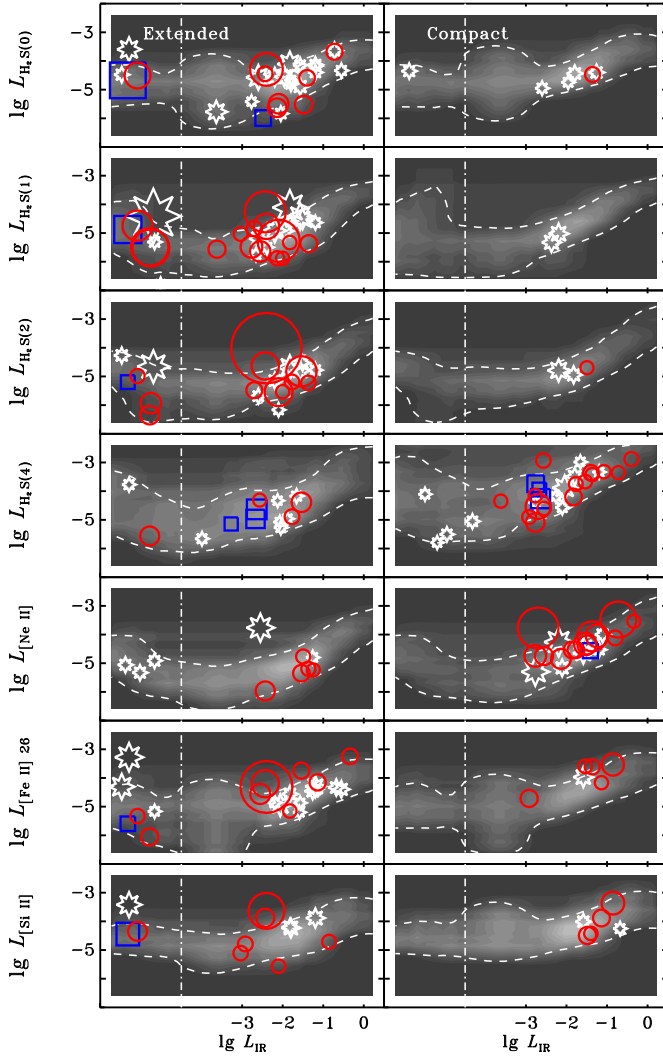 Extended Compact
-3
-5
lg L_H₂S(0)
-3
-5
lg L_H₂S(1)
-3
-5
lg L_H₂S(2)
-3
-5
lg L_H₂S(4)
-3
-5
lg L_[Ne II]
-3
-5
lg L_[Fe II] 26
-3
-5
lg L_[Si II]
-3 -2 -1 0 -3 -2 -1 0
lg L_IR lg L_IR